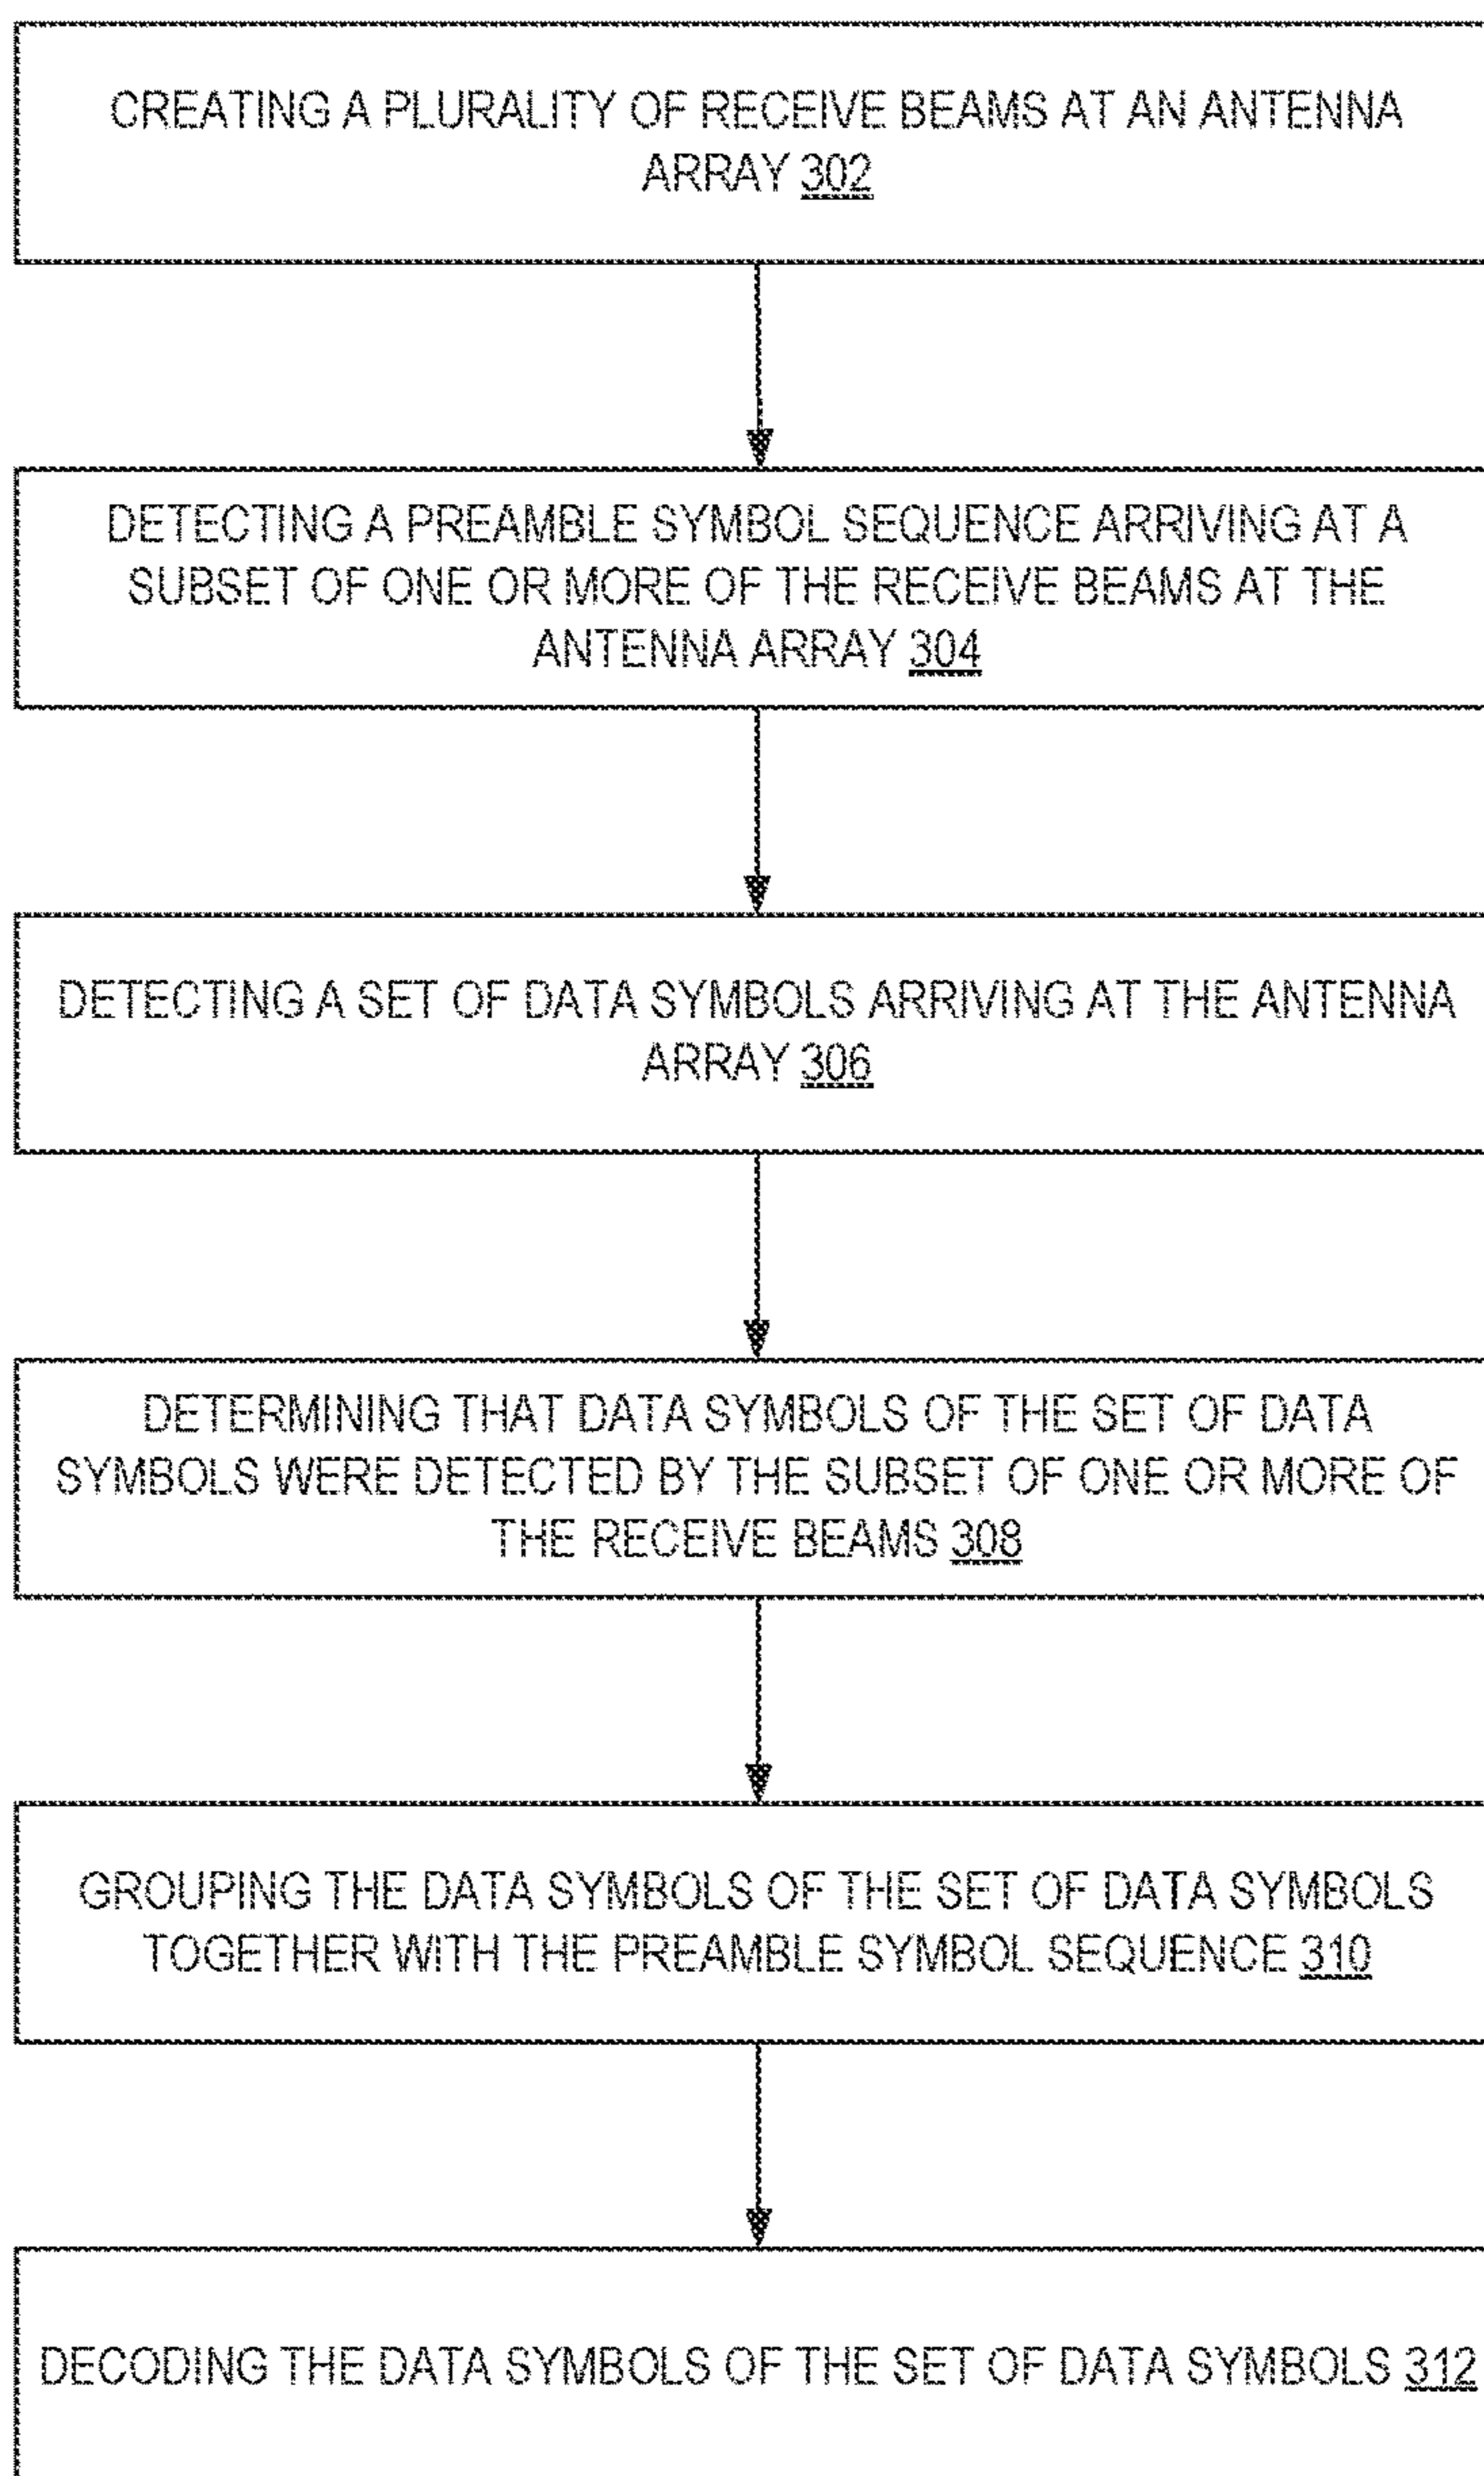 CREATING A PLURALITY OF RECEIVE BEAMS AT AN ANTENNA
ARRAY 302
DETECTING A PREAMBLE SYMBOL SEQUENCE ARRIVING AT A
SUBSET OF ONE OR MORE OF THE RECEIVE BEAMS AT THE
ANTENNA ARRAY 304
DETECTING A SET OF DATA SYMBOLS ARRIVING AT THE ANTENNA
ARRAY 306
DETERMINING THAT DATA SYMBOLS OF THE SET OF DATA
SYMBOLS WERE DETECTED BY THE SUBSET OF ONE OR MORE OF
THE RECEIVE BEAMS 308
GROUPING THE DATA SYMBOLS OF THE SET OF DATA SYMBOLS
TOGETHER WITH THE PREAMBLE SYMBOL SEQUENCE 310
DECODING THE DATA SYMBOLS OF THE SET OF DATA SYMBOLS 312